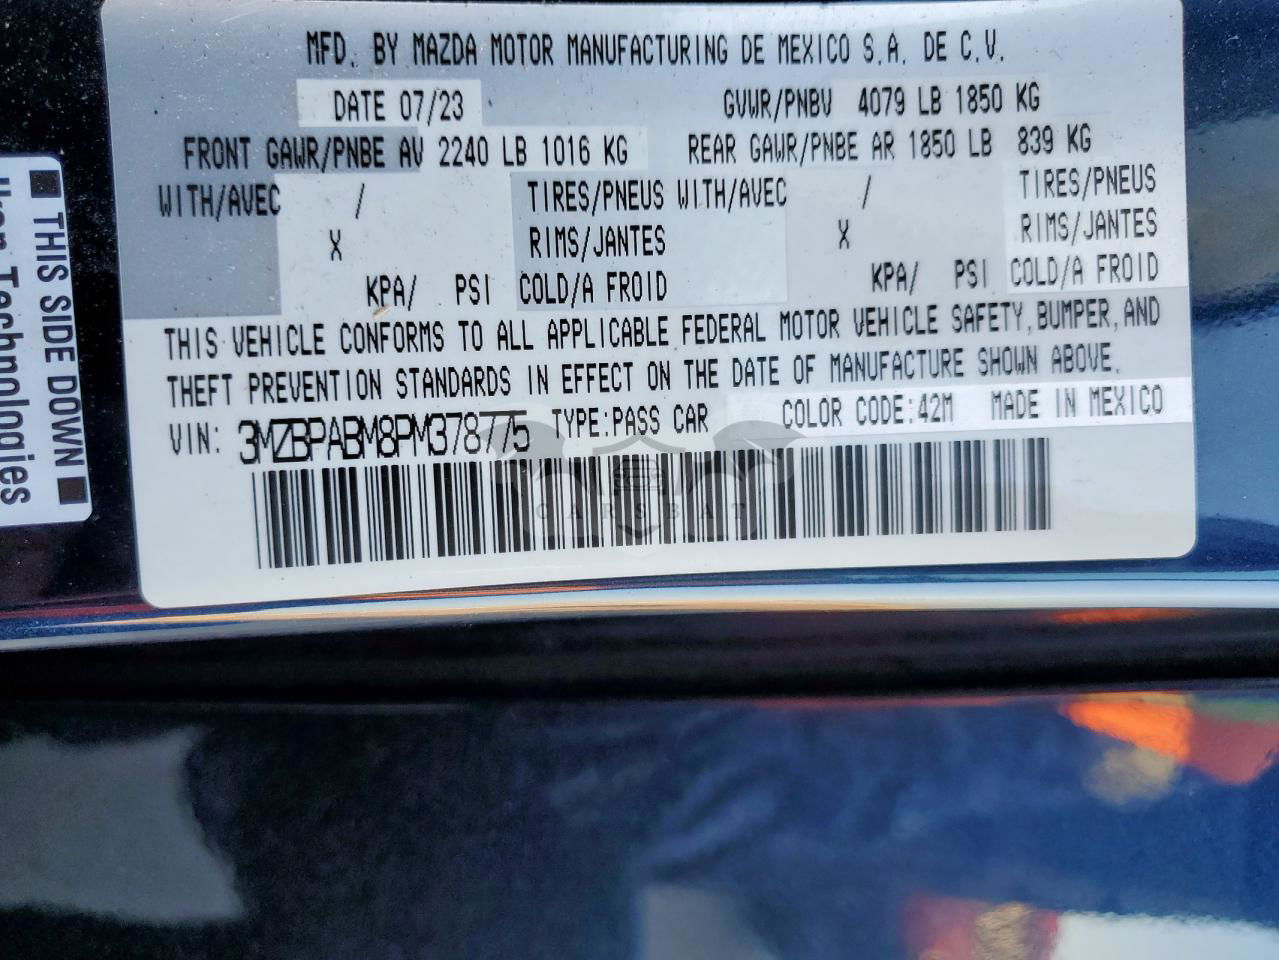 MFD. BY MAZDA MOTOR MANUFACTURING DE MEXICO S.A. DE C.V.
DATE 07/23 GVWR/PNBV 4079 LB 1850 KG
FRONT GAWR/PNBE AV 2240 LB 1016 KG REAR GAWR/PNBE AR 1850 LB 839 KG
WITH/AVEC / TIRES/PNEUS WITH/AVEC / TIRES/PNEUS
X RIMS/JANTES X RIMS/JANTES
KPA/ PSI COLD/A FROID KPA/ PSI COLD/A FROID
THIS VEHICLE CONFORMS TO ALL APPLICABLE FEDERAL MOTOR VEHICLE SAFETY, BUMPER, AND
THEFT PREVENTION STANDARDS IN EFFECT ON THE DATE OF MANUFACTURE SHOWN ABOVE.
VIN: 3MZBPABM8PM378775 TYPE:PASS CAR COLOR CODE:42M MADE IN MEXICO
CARSBAT
THIS SIDE DOWN
Technologies